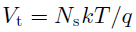 V_t = N_s kT/q